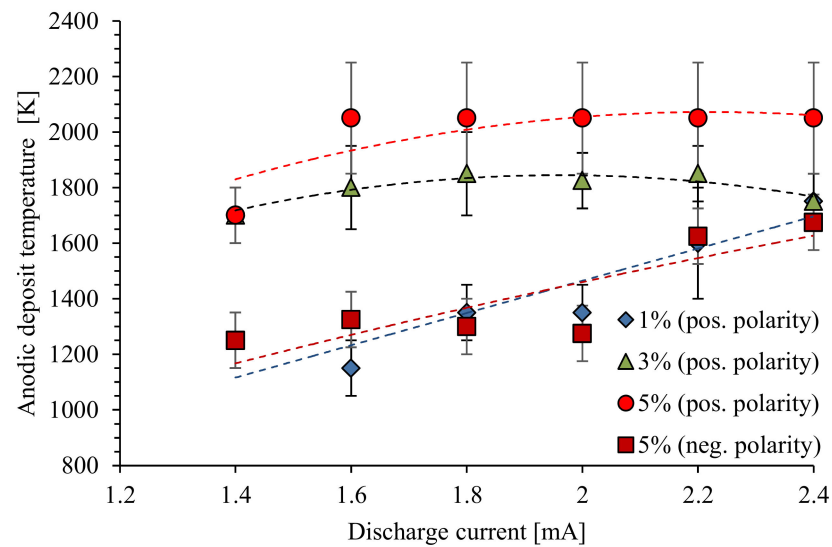 2400
2200
2000
1800
1600
1400
1200
1000
800
Anodic deposit temperature [K]
1% (pos. polarity)
3% (pos. polarity)
5% (pos. polarity)
5% (neg. polarity)
1.2 1.4 1.6 1.8 2 2.2 2.4
Discharge current [mA]